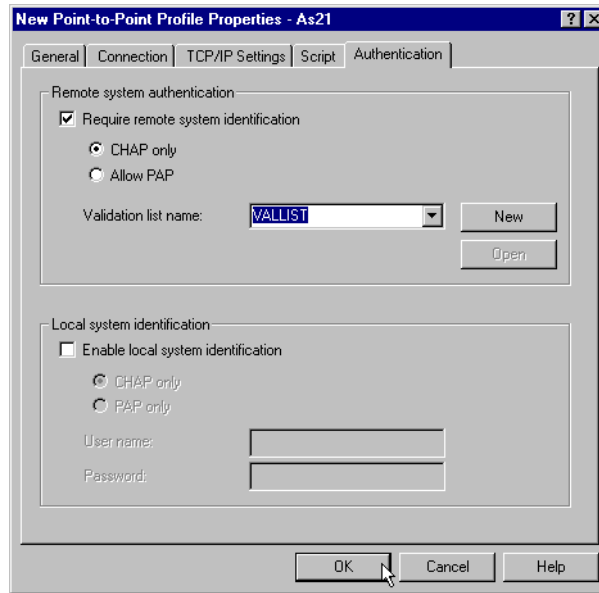 New Point-to-Point Profile Properties - As21
General Connection TCP/IP Settings Script Authentication
Remote system authentication
Require remote system identification
CHAP only
Allow PAP
Validation list name: VALLIST New
Open
Local system identification
Enable local system identification
CHAP only
PAP only
User name:
Password:
OK Cancel Help